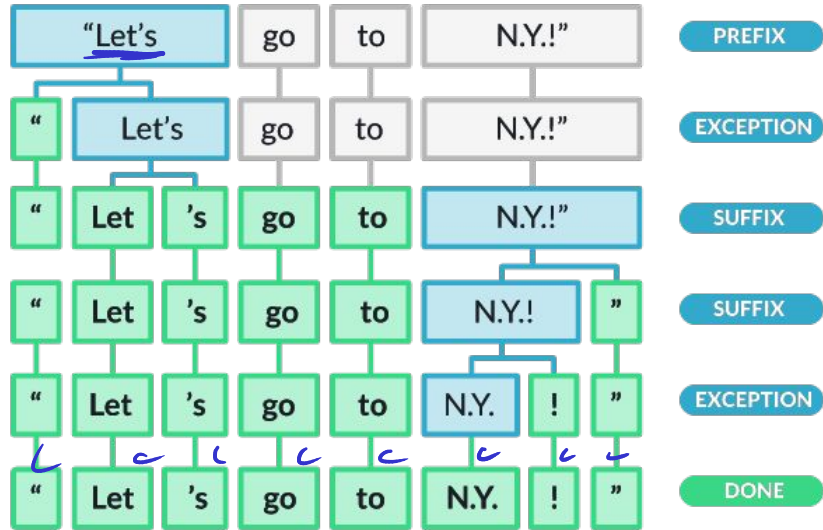 “Let’s go to N.Y.!” PREFIX
“ Let’s go to N.Y.!” EXCEPTION
“ Let ’s go to N.Y.!” SUFFIX
“ Let ’s go to N.Y.! ” SUFFIX
“ Let ’s go to N.Y. ! ” EXCEPTION
“ Let ’s go to N.Y. ! ” DONE